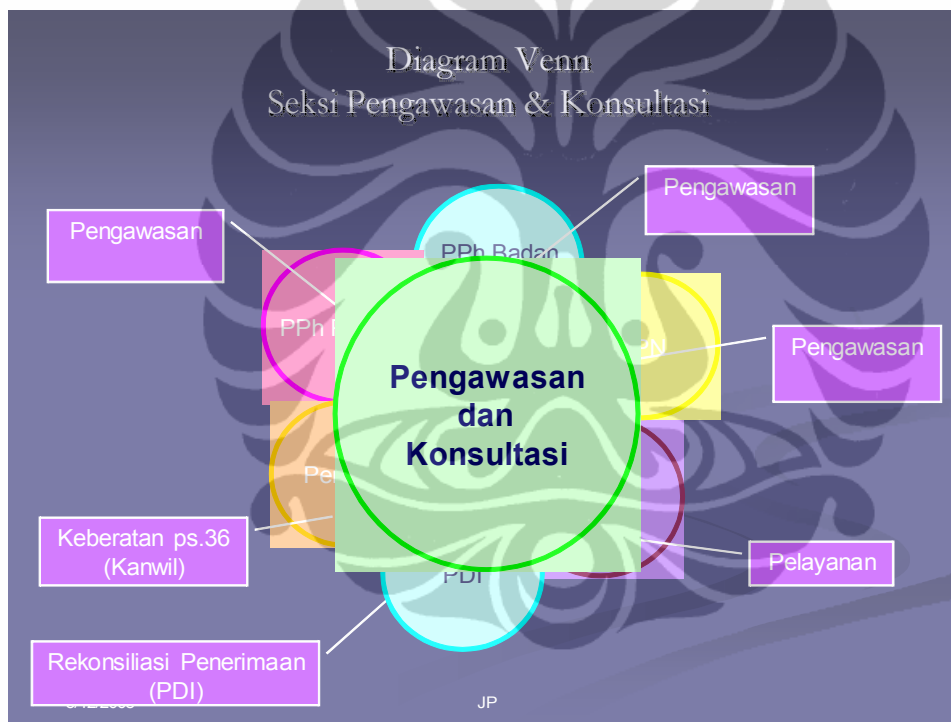 Diagram Venn
Seksi Pengawasan & Konsultasi
Pengawasan
Pengawasan
PPh Badan
PPh
Pengawasan
Pengawasan
dan
Konsultasi
Keberatan ps.36
(Kanwil)
Pelayanan
PDI
Rekonsiliasi Penerimaan
(PDI)
JP